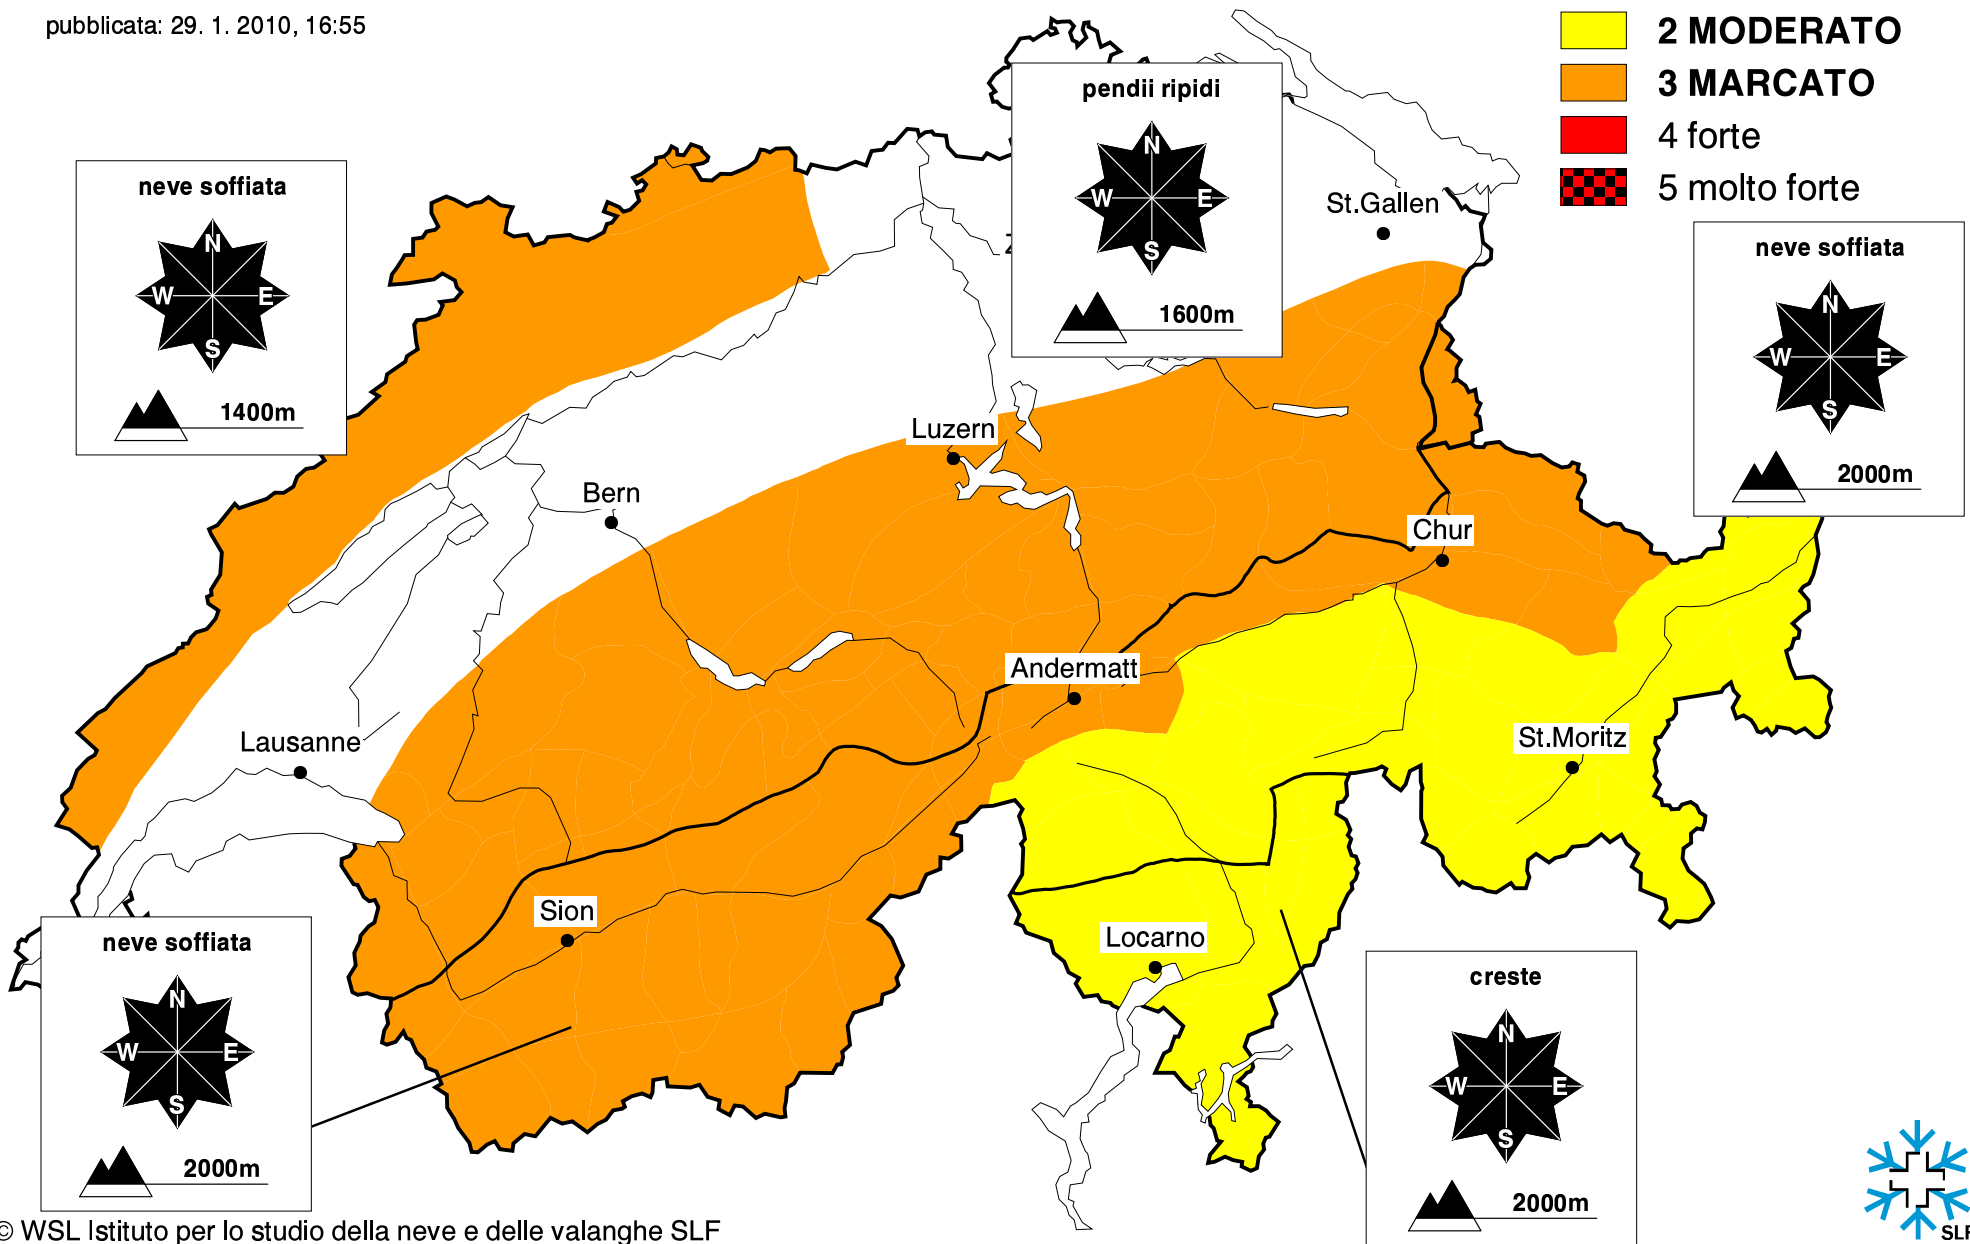 pubblicata: 29. 1. 2010, 16:55
2 MODERATO
3 MARCATO
4 forte
5 molto forte
pendii ripidi
N
W E
S
1600m
neve soffiata
N
W E
S
1400m
St.Gallen
neve soffiata
N
W E
S
2000m
Luzern
Bern
Chur
Andermatt
Lausanne
St.Moritz
Sion
Locarno
neve soffiata
N
W E
S
2000m
creste
N
W E
S
2000m
SLF
© WSL Istituto per lo studio della neve e delle valanghe SLF